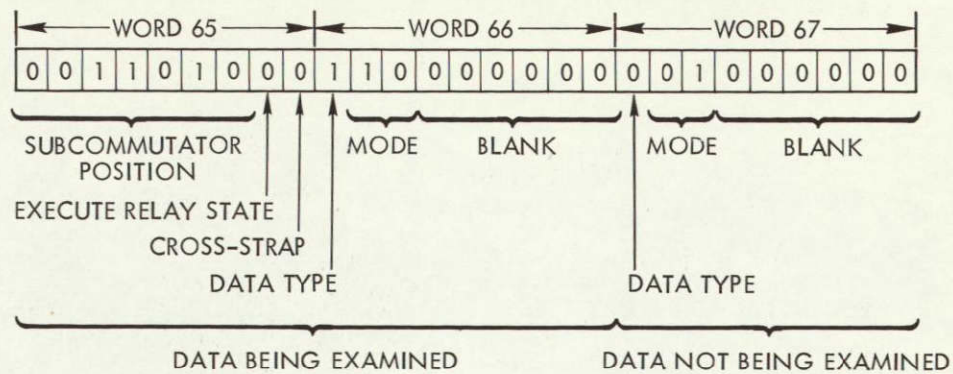 WORD 65 WORD 66 WORD 67
0 0 1 1 0 1 0 0 0 1 1 0 0 0 0 0 0 0 0 0 1 0 0 0 0 0 0
SUBCOMMUTATOR MODE BLANK MODE BLANK
POSITION
EXECUTE RELAY STATE
CROSS-STRAP
DATA TYPE DATA TYPE
DATA BEING EXAMINED DATA NOT BEING EXAMINED